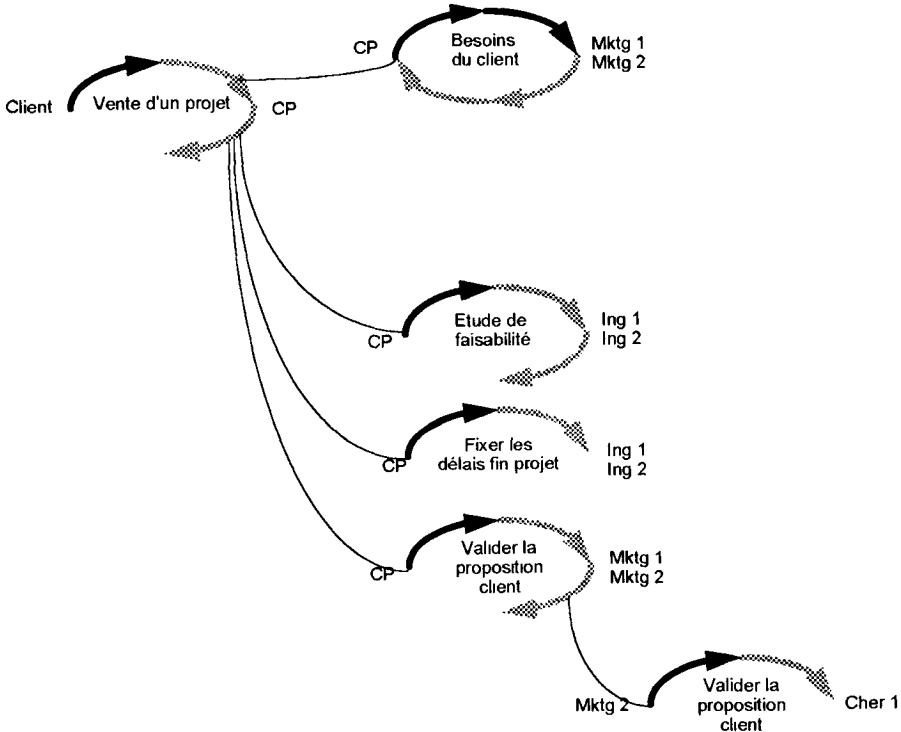 CP
Besoins
du client
Mktg 1
Mktg 2
Client
Vente d'un projet
CP
CP
Etude de
faisabilité
Ing 1
Ing 2
CP
Fixer les
délais fin projet
Ing 1
Ing 2
CP
Valider la
proposition
client
Mktg 1
Mktg 2
Mktg 2
Valider la
proposition
client
Cher 1